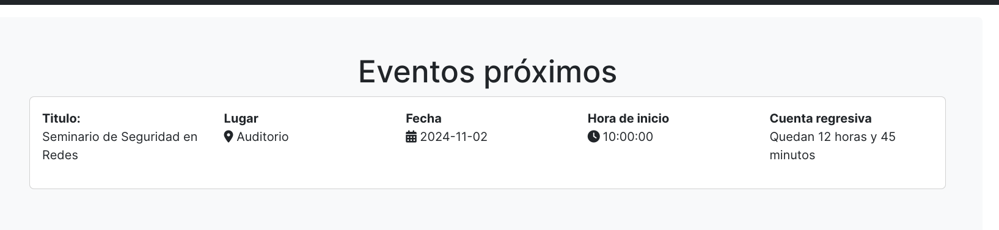 Eventos próximos
Titulo:
Seminario de Seguridad en
Redes
Lugar
Auditorio
Fecha
2024-11-02
Hora de inicio
10:00:00
Cuenta regresiva
Quedan 12 horas y 45
minutos